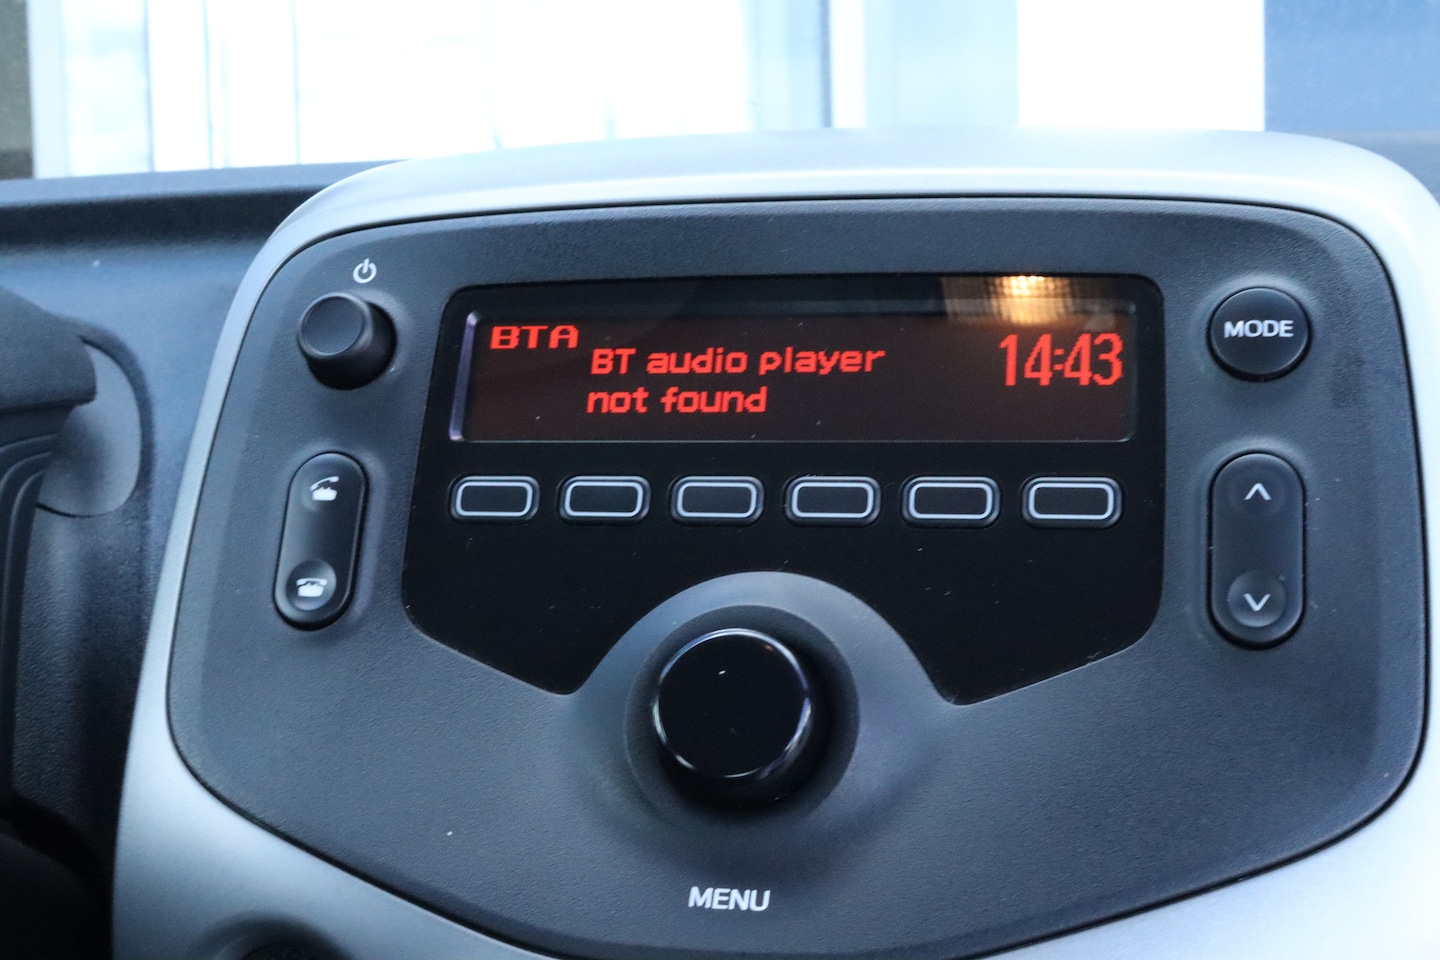 BTA
BT audio player
not found
14:43
MODE
MENU